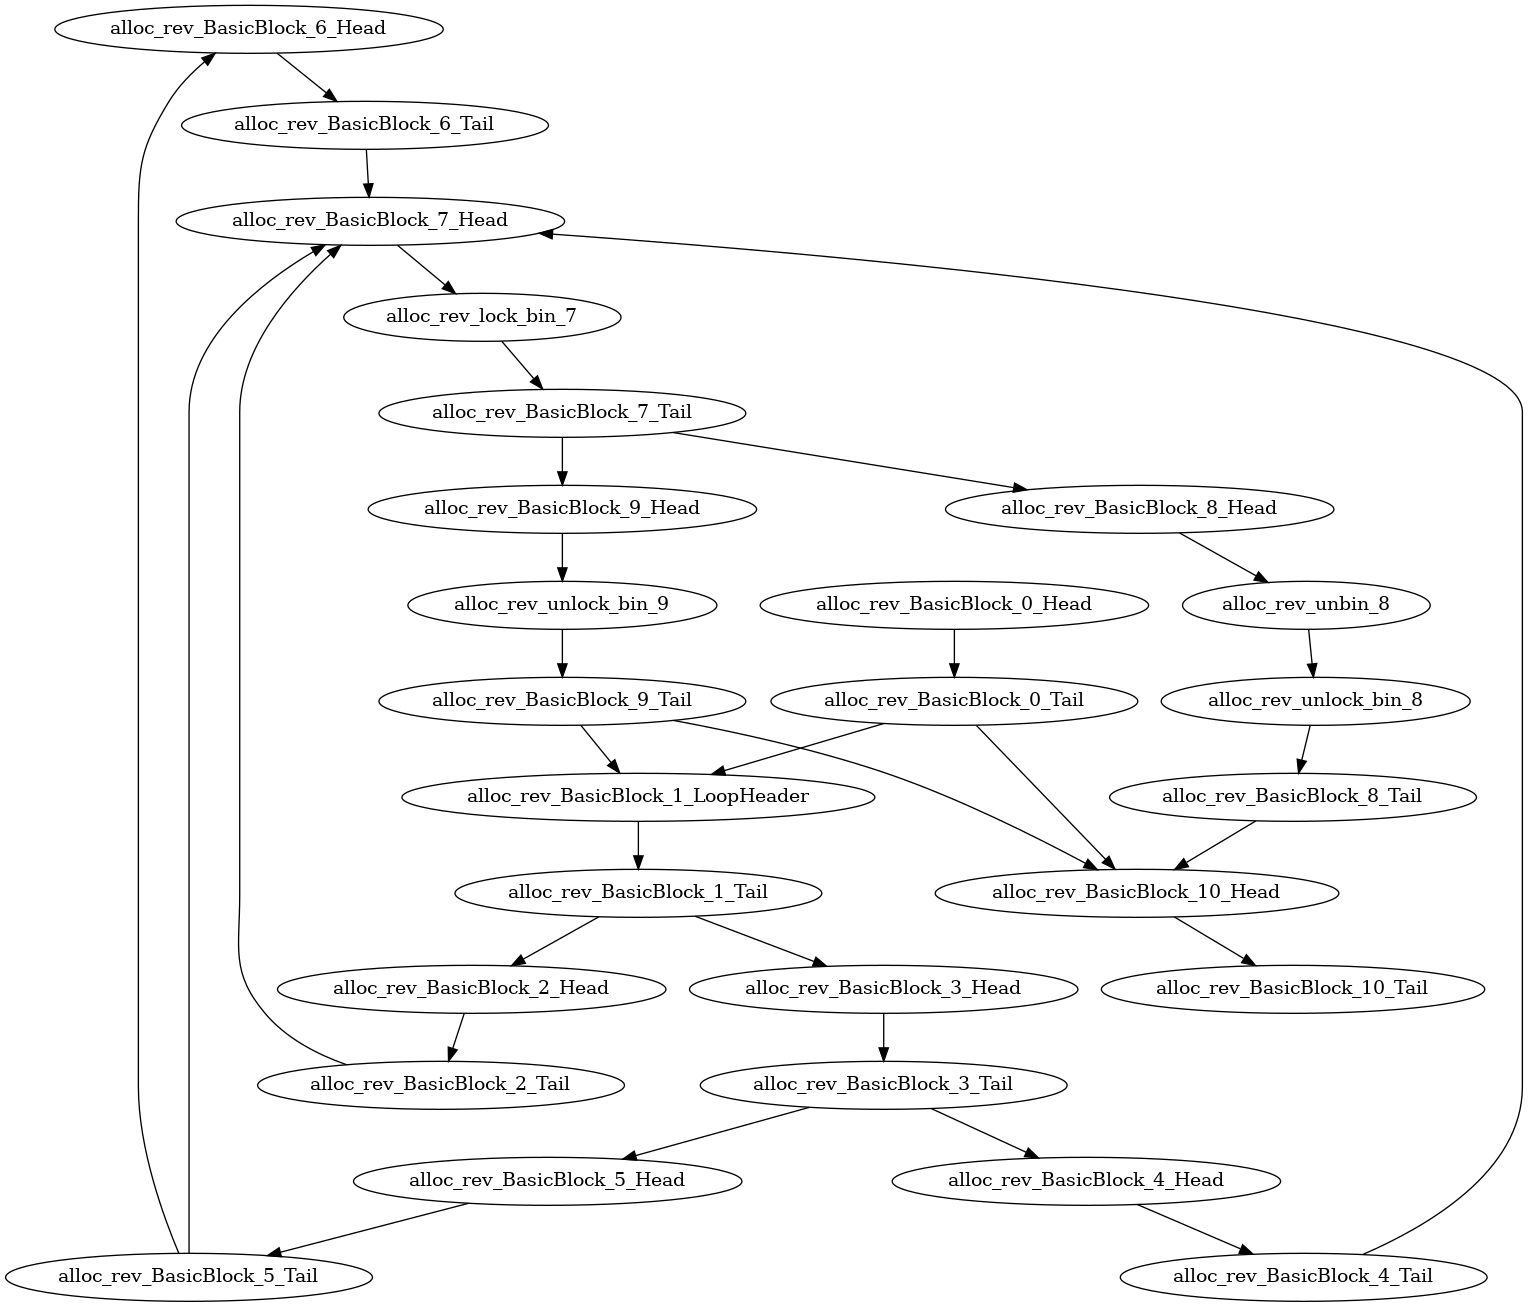 alloc_rev_BasicBlock_6_Head
alloc_rev_BasicBlock_6_Tail
alloc_rev_BasicBlock_7_Head
alloc_rev_lock_bin_7
alloc_rev_BasicBlock_7_Tail
alloc_rev_BasicBlock_9_Head
alloc_rev_BasicBlock_8_Head
alloc_rev_unlock_bin_9
alloc_rev_BasicBlock_0_Head
alloc_rev_unbin_8
alloc_rev_BasicBlock_9_Tail
alloc_rev_BasicBlock_0_Tail
alloc_rev_unlock_bin_8
alloc_rev_BasicBlock_1_LoopHeader
alloc_rev_BasicBlock_8_Tail
alloc_rev_BasicBlock_1_Tail
alloc_rev_BasicBlock_10_Head
alloc_rev_BasicBlock_2_Head
alloc_rev_BasicBlock_3_Head
alloc_rev_BasicBlock_10_Tail
alloc_rev_BasicBlock_2_Tail
alloc_rev_BasicBlock_3_Tail
alloc_rev_BasicBlock_5_Head
alloc_rev_BasicBlock_4_Head
alloc_rev_BasicBlock_5_Tail
alloc_rev_BasicBlock_4_Tail